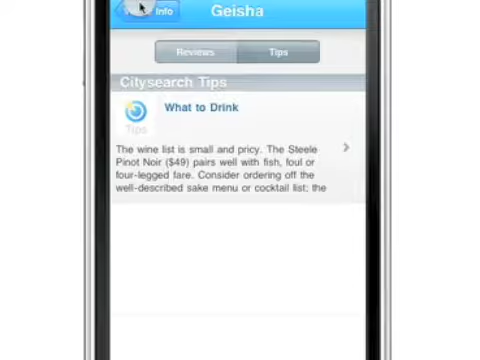 Info
Geisha
Reviews
Tips
Citysearch Tips
What to Drink
Tips
The wine list is small and pricy. The Steele
Pinot Noir ($49) pairs well with fish, foul or
four-legged fare. Consider ordering off the
well-described sake menu or cocktail list; the